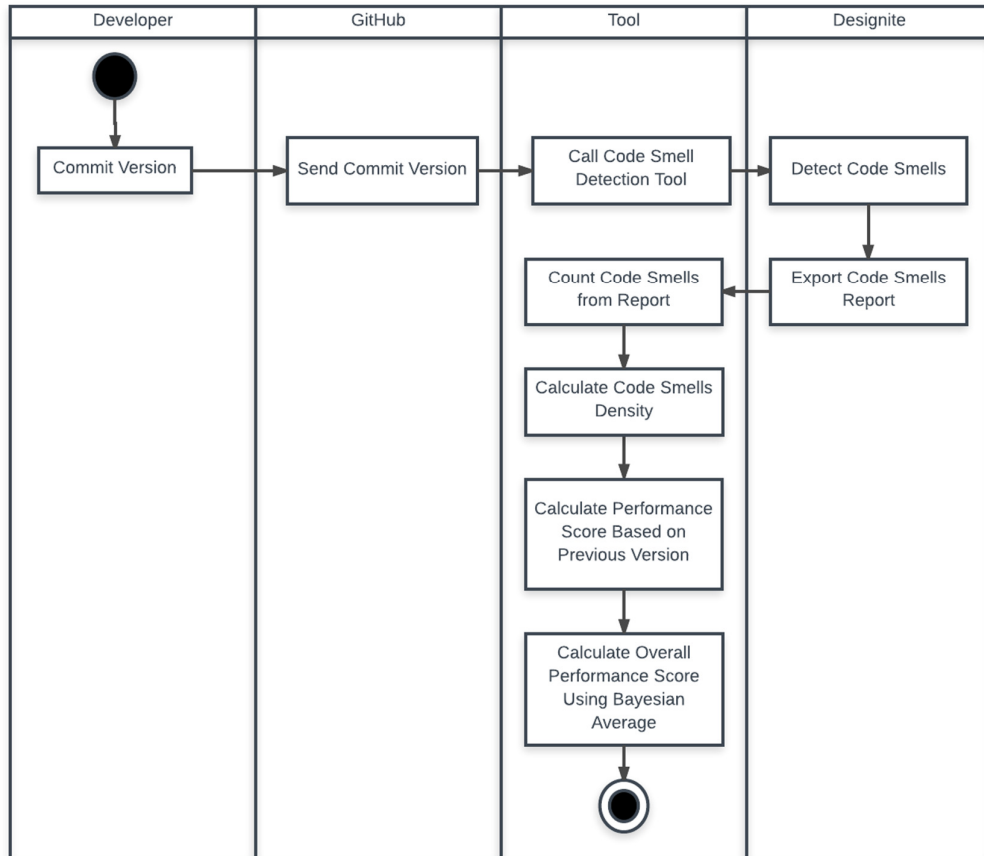 Developer
GitHub
Tool
Designite
Commit Version
Send Commit Version
Call Code Smell
Detection Tool
Detect Code Smells
Count Code Smells
from Report
Export Code Smells
Report
Calculate Code Smells
Density
Calculate Performance
Score Based on
Previous Version
Calculate Overall
Performance Score
Using Bayesian
Average